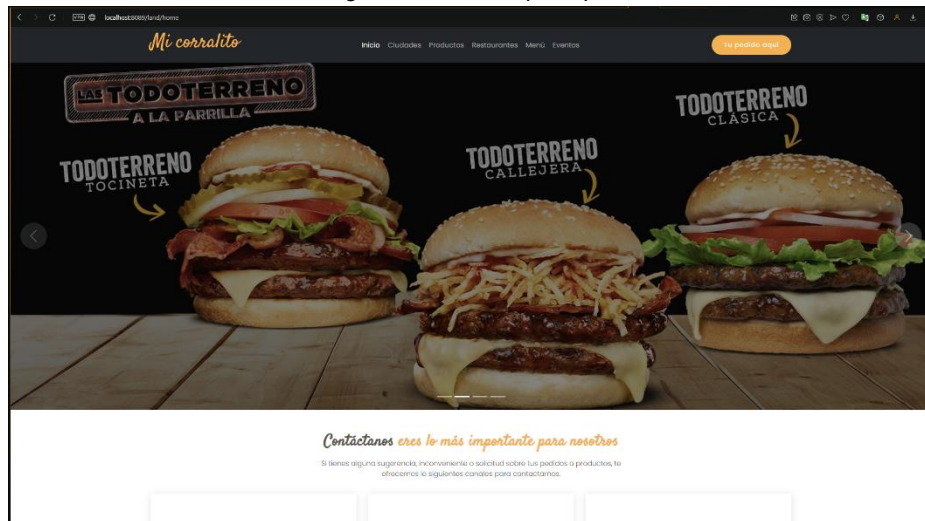 VPN
localhost:8089/land/home
Mi corralito
Inicio Ciudades Productos Restaurantes Menú Eventos
Tu pedido aquí
LAS TODOTERRENO
A LA PARRILLA
TODOTERRENO
TOCINETA
TODOTERRENO
CALLEJERA
TODOTERRENO
CLÁSICA
Contáctanos eres lo más importante para nosotros
Si tienes alguna sugerencia, inconveniente o solicitud sobre tus pedidos o productos, te
ofrecemos lo siguientes canales para contactarnos.